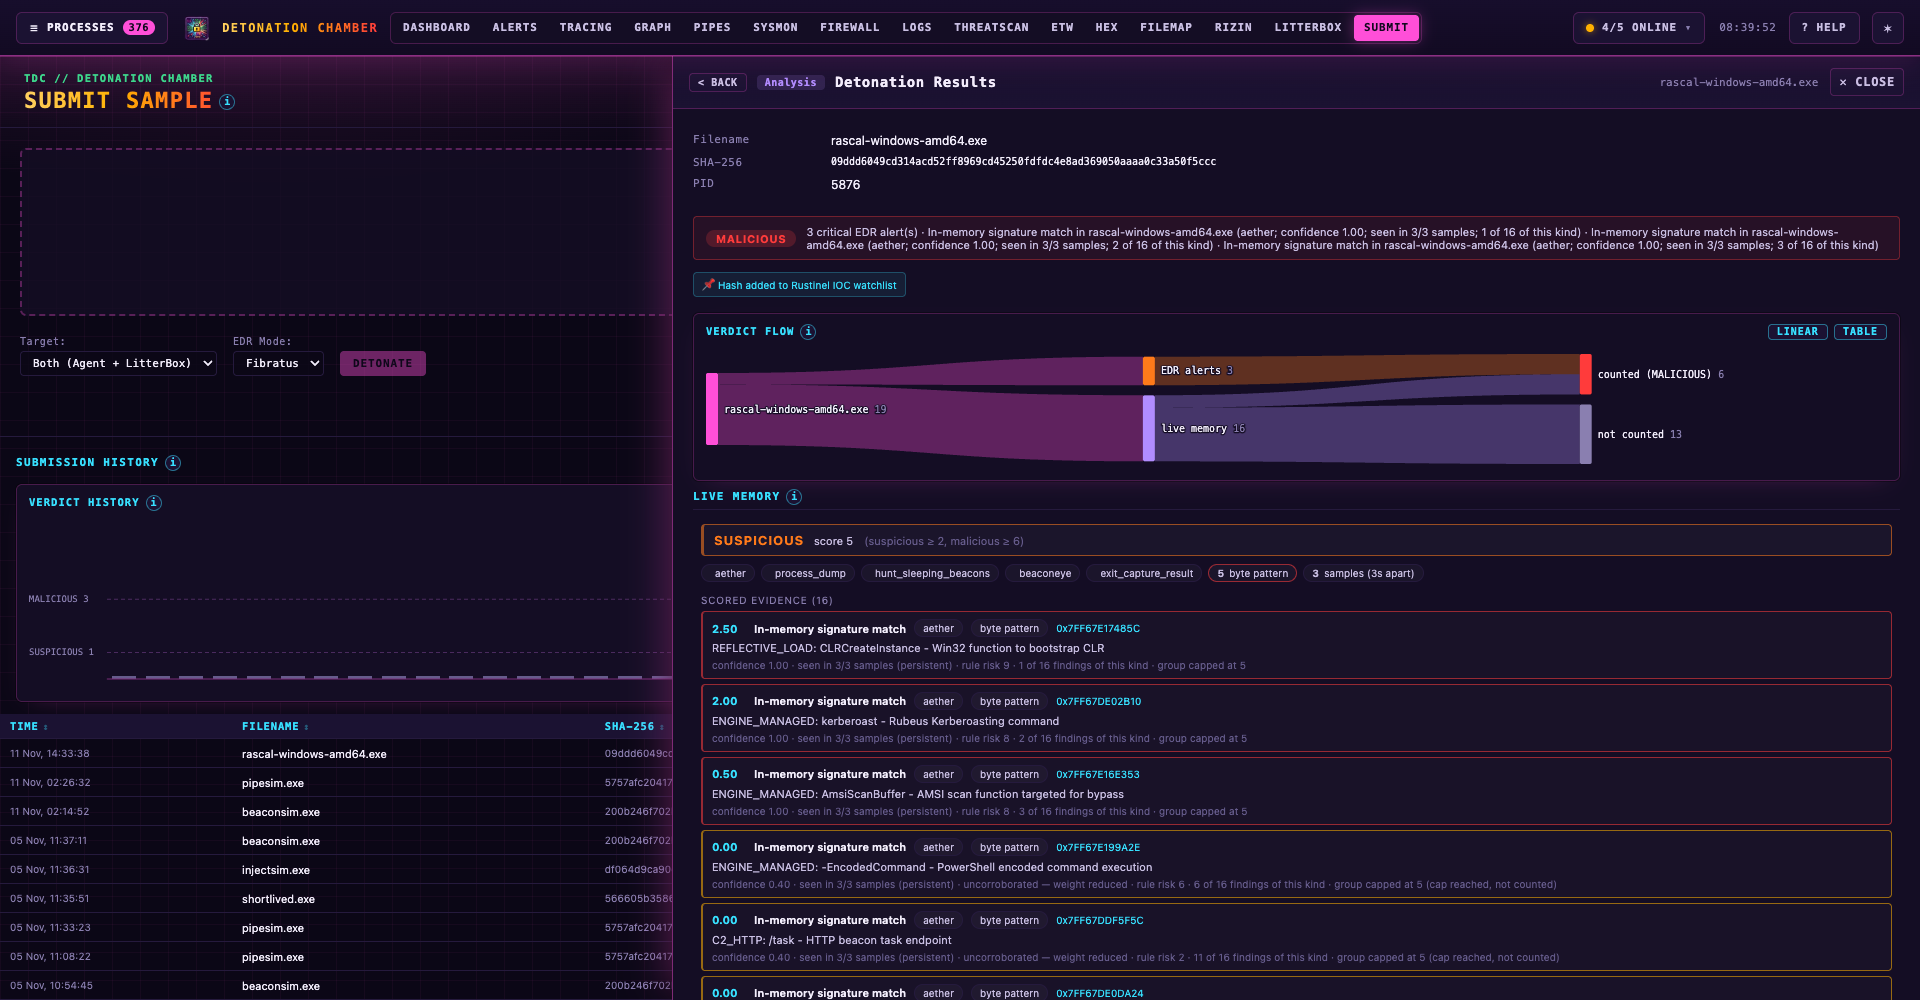 ≡ PROCESSES 376
DETONATION CHAMBER
DASHBOARD ALERTS TRACING GRAPH PIPES SYSMON FIREWALL LOGS THREATSCAN ETW HEX FILEMAP RIZIN LITTERBOX SUBMIT
4/5 ONLINE ▾
08:39:52
? HELP
TDC // DETONATION CHAMBER
SUBMIT SAMPLE i
Target:
Both (Agent + LitterBox)
EDR Mode:
Fibratus
DETONATE
SUBMISSION HISTORY i
VERDICT HISTORY i
MALICIOUS 3
SUSPICIOUS 1
TIME FILENAME SHA-256
11 Nov, 14:33:38 rascal-windows-amd64.exe 09ddd6049cd
11 Nov, 02:26:32 pipesim.exe 5757afc20417
11 Nov, 02:14:52 beaconsim.exe 200b246f702
05 Nov, 11:37:11 beaconsim.exe 200b246f702
05 Nov, 11:36:31 injectsim.exe df064d9ca90
05 Nov, 11:35:51 shortlived.exe 566605b3586
05 Nov, 11:33:23 pipesim.exe 5757afc20417
05 Nov, 11:08:22 pipesim.exe 5757afc20417
05 Nov, 10:54:45 beaconsim.exe 200b246f702
< BACK Analysis Detonation Results
rascal-windows-amd64.exe
× CLOSE
Filename rascal-windows-amd64.exe
SHA-256 09ddd6049cd314acd52ff8969cd45250fdfdc4e8ad369050aaaa0c33a50f5ccc
PID 5876
MALICIOUS
3 critical EDR alert(s) · In-memory signature match in rascal-windows-amd64.exe (aether; confidence 1.00; seen in 3/3 samples; 1 of 16 of this kind) · In-memory signature match in rascal-windows-
amd64.exe (aether; confidence 1.00; seen in 3/3 samples; 2 of 16 of this kind) · In-memory signature match in rascal-windows-amd64.exe (aether; confidence 1.00; seen in 3/3 samples; 3 of 16 of this kind)
📌 Hash added to Rustinel IOC watchlist
VERDICT FLOW i
LINEAR TABLE
rascal-windows-amd64.exe 19
EDR alerts 3
live memory 16
counted (MALICIOUS) 6
not counted 13
LIVE MEMORY i
SUSPICIOUS score 5 (suspicious ≥ 2, malicious ≥ 6)
aether process_dump hunt_sleeping_beacons beaconeye exit_capture_result 5 byte pattern 3 samples (3s apart)
SCORED EVIDENCE (16)
2.50 In-memory signature match aether byte pattern 0x7FF67E17485C
REFLECTIVE_LOAD: CLRCreateInstance - Win32 function to bootstrap CLR
confidence 1.00 · seen in 3/3 samples (persistent) · rule risk 9 · 1 of 16 findings of this kind · group capped at 5
2.00 In-memory signature match aether byte pattern 0x7FF67DE02B10
ENGINE_MANAGED: kerberoast - Rubeus Kerberoasting command
confidence 1.00 · seen in 3/3 samples (persistent) · rule risk 8 · 2 of 16 findings of this kind · group capped at 5
0.50 In-memory signature match aether byte pattern 0x7FF67E16E353
ENGINE_MANAGED: AmsiScanBuffer - AMSI scan function targeted for bypass
confidence 1.00 · seen in 3/3 samples (persistent) · rule risk 8 · 3 of 16 findings of this kind · group capped at 5
0.00 In-memory signature match aether byte pattern 0x7FF67E199A2E
ENGINE_MANAGED: -EncodedCommand - PowerShell encoded command execution
confidence 0.40 · seen in 3/3 samples (persistent) · uncorroborated — weight reduced · rule risk 6 · 6 of 16 findings of this kind · group capped at 5 (cap reached, not counted)
0.00 In-memory signature match aether byte pattern 0x7FF67DDF5F5C
C2_HTTP: /task - HTTP beacon task endpoint
confidence 0.40 · seen in 3/3 samples (persistent) · uncorroborated — weight reduced · rule risk 2 · 11 of 16 findings of this kind · group capped at 5 (cap reached, not counted)
0.00 In-memory signature match aether byte pattern 0x7FF67DE0DA24